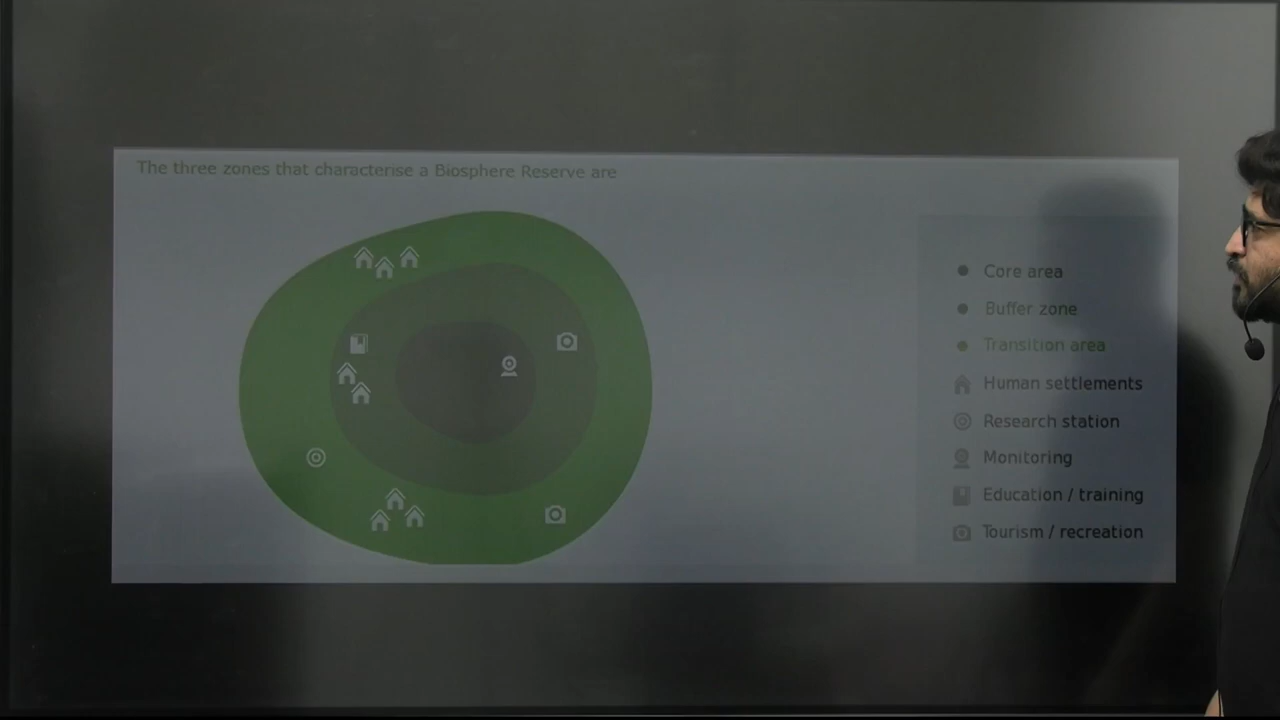 The three zones that characterise a Biosphere Reserve are
Core area
Buffer zone
Transition area
Human settlements
Research station
Monitoring
Education / training
Tourism / recreation